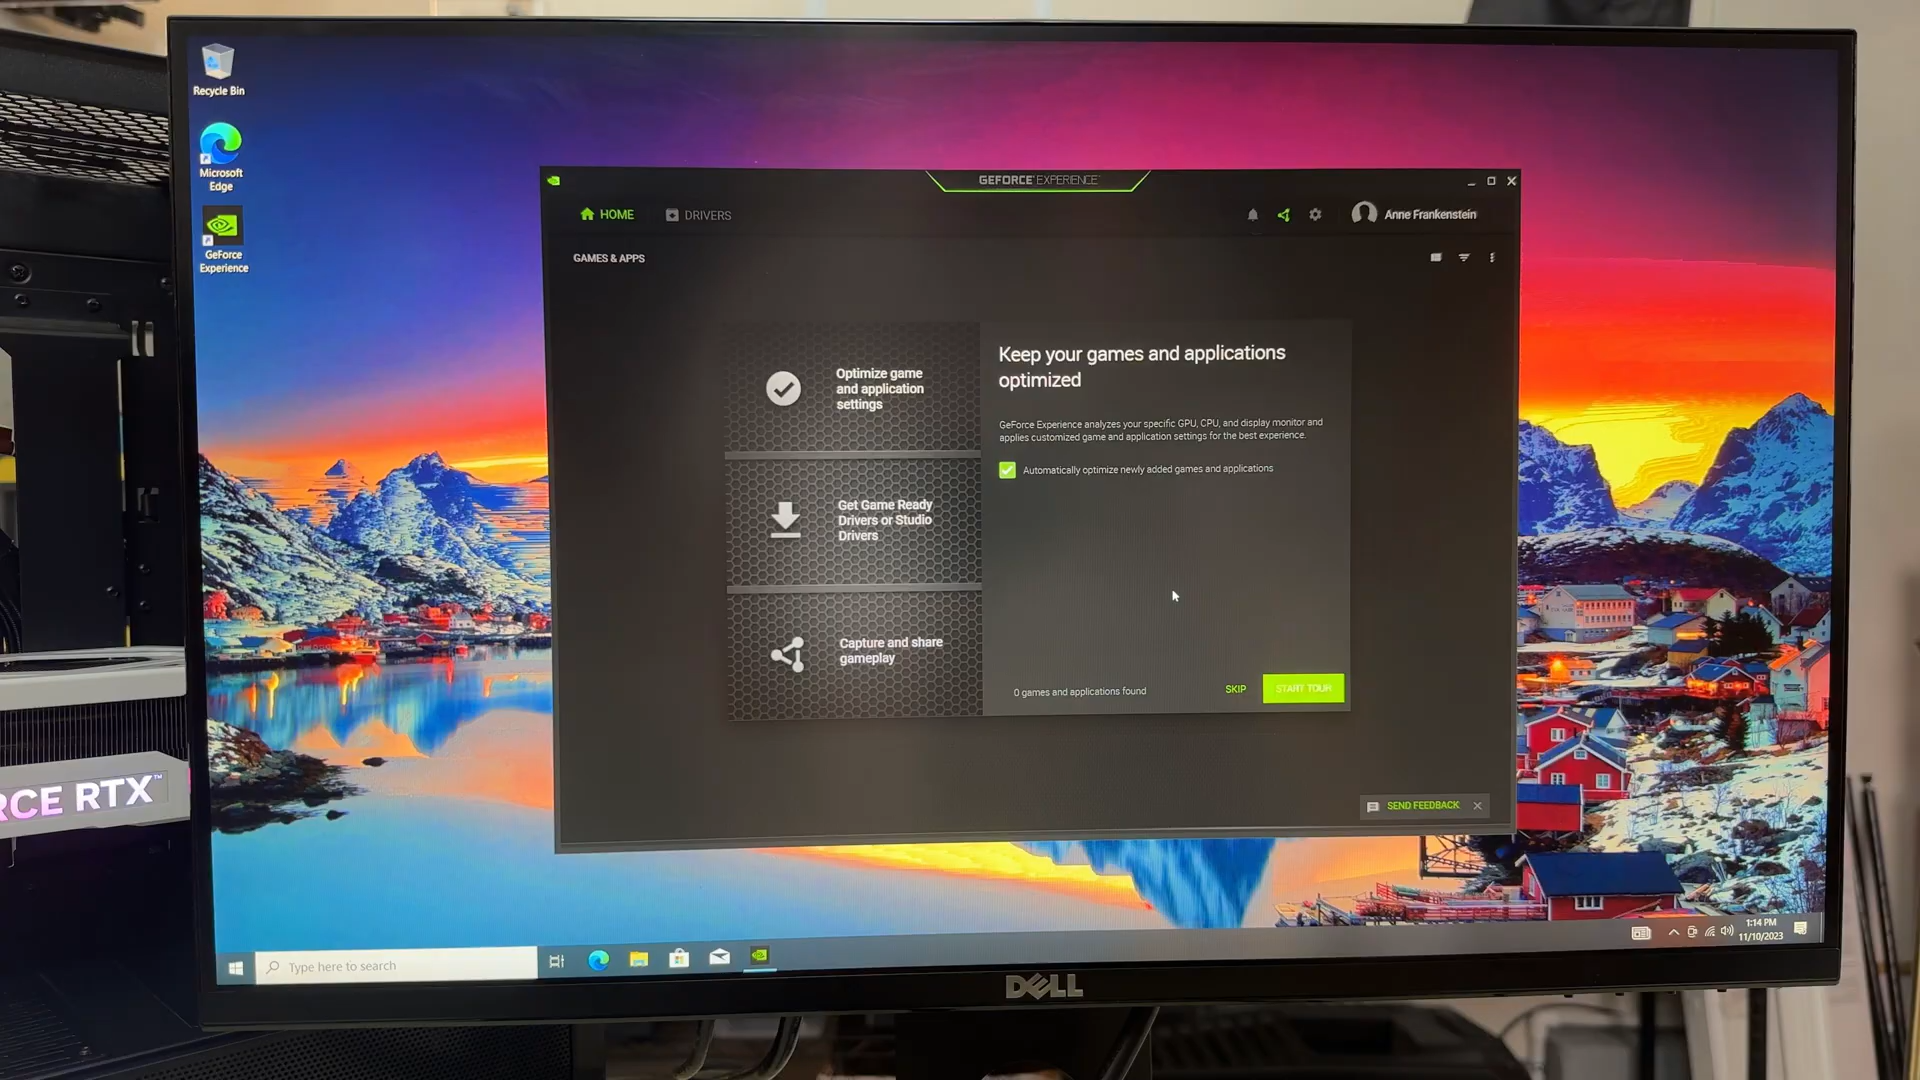 Recycle Bin
Microsoft
Edge
GeForce
Experience
GEFORCE EXPERIENCE
HOME
DRIVERS
Anne Frankenstein
GAMES & APPS
Optimize game
and application
settings
Get Game Ready
Drivers or Studio
Drivers
Capture and share
gameplay
Keep your games and applications
optimized
GeForce Experience analyzes your specific GPU, CPU, and display monitor and
applies customized game and application settings for the best experience.
Automatically optimize newly added games and applications
0 games and applications found
SKIP
START TOUR
SEND FEEDBACK
RCE RTX™
Type here to search
1:14 PM
11/10/2023
DELL